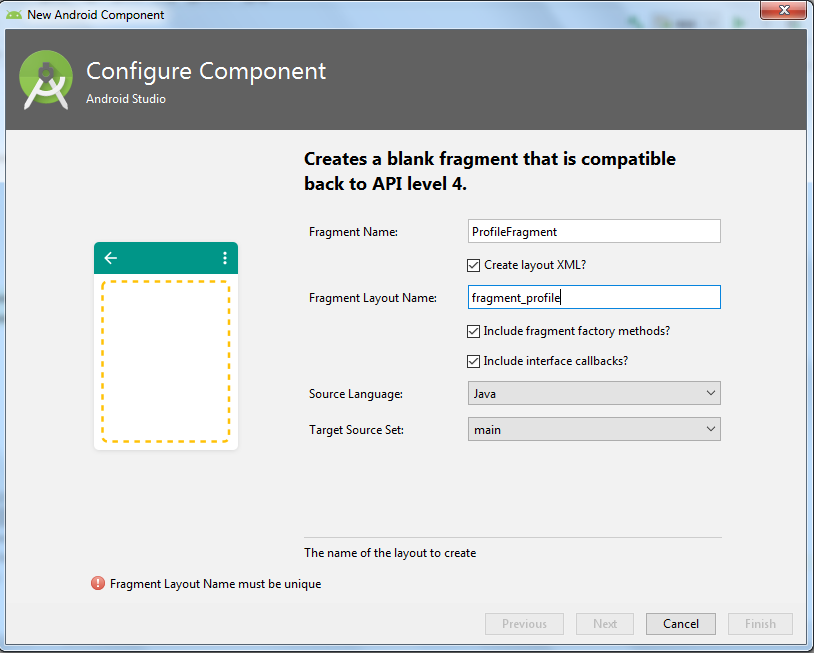 New Android Component
Configure Component
Android Studio
Creates a blank fragment that is compatible
back to API level 4.
Fragment Name:
ProfileFragment
Create layout XML?
Fragment Layout Name:
fragment_profile
Include fragment factory methods?
Include interface callbacks?
Source Language:
Java
Target Source Set:
main
The name of the layout to create
Fragment Layout Name must be unique
Previous
Next
Cancel
Finish